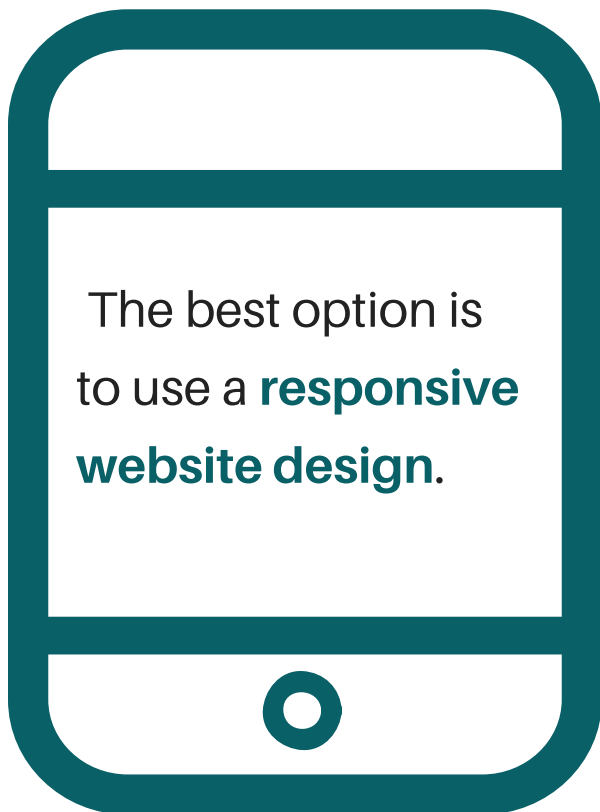 The best option is
to use a responsive
website design.